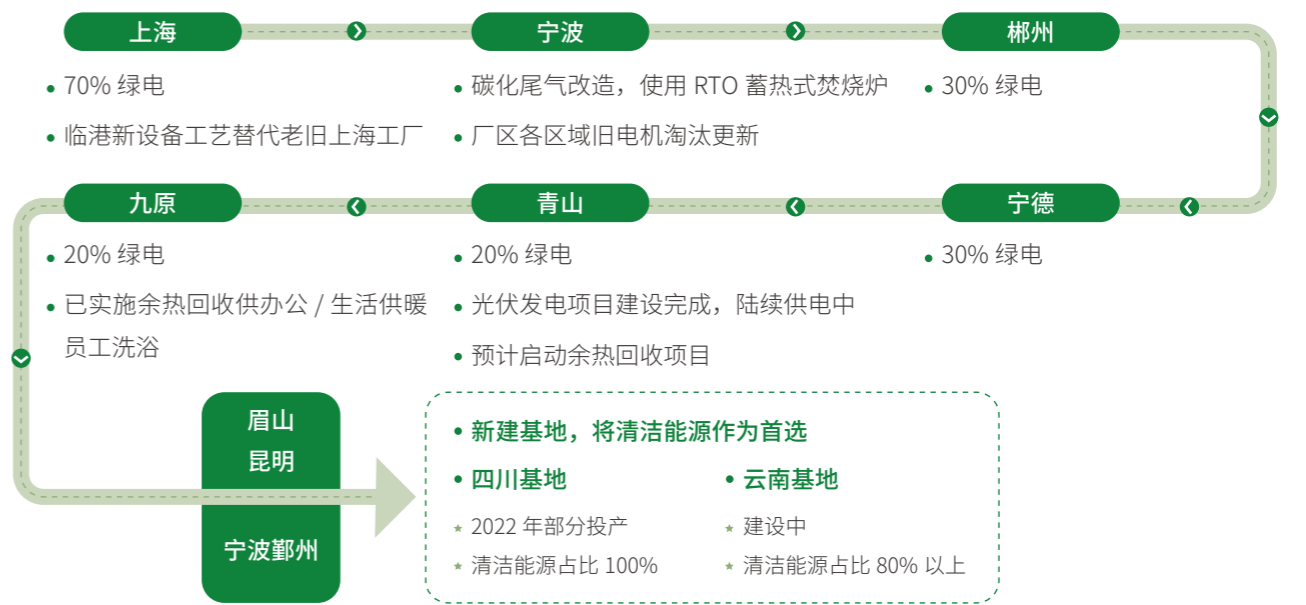 上海
• 70% 绿电
• 临港新设备工艺替代老旧上海工厂
宁波
• 碳化尾气改造，使用 RTO 蓄热式焚烧炉
• 厂区各区域旧电机淘汰更新
郴州
• 30% 绿电
宁德
• 30% 绿电
青山
• 20% 绿电
• 光伏发电项目建设完成，陆续供电中
• 预计启动余热回收项目
九原
• 20% 绿电
• 已实施余热回收供办公 / 生活供暖
员工洗浴
眉山
昆明
宁波鄞州
• 新建基地，将清洁能源作为首选
• 四川基地
★ 2022 年部分投产
★ 清洁能源占比 100%
• 云南基地
★ 建设中
★ 清洁能源占比 80% 以上